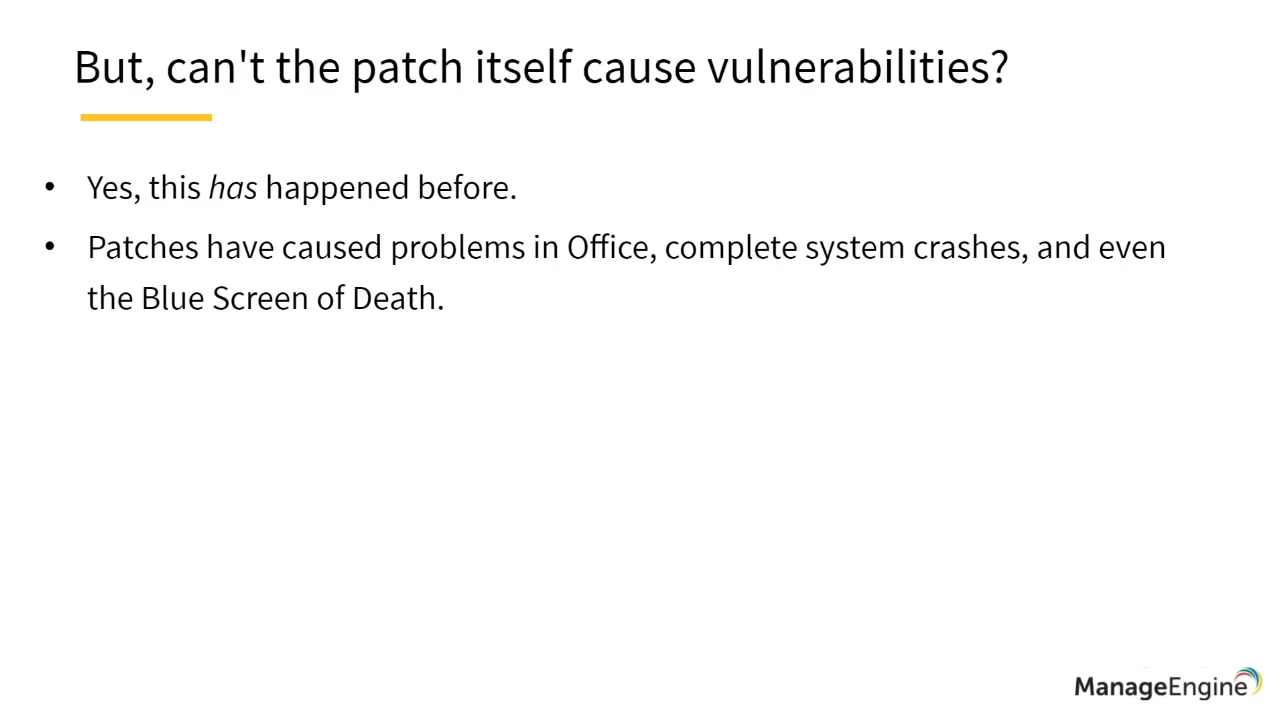 But, can't the patch itself cause vulnerabilities?
• Yes, this has happened before.
• Patches have caused problems in Office, complete system crashes, and even
the Blue Screen of Death.
ManageEngine